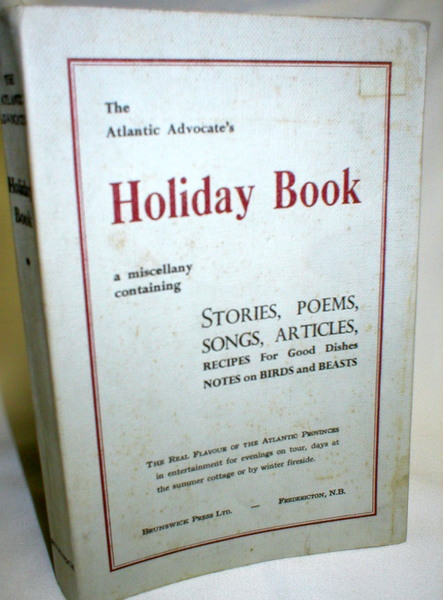 The
Atlantic Advocate's
Holiday Book
a miscellany
containing
STORIES, POEMS,
SONGS, ARTICLES,
RECIPES For Good Dishes
NOTES on BIRDS and BEASTS
THE REAL FLAVOUR OF THE ATLANTIC PROVINCES
in entertainment for evenings on tour, days at
the summer cottage or by winter fireside.
BRUNSWICK PRESS LTD. — FREDERICTON, N.B.
THE
ATLANTIC
ADVOCATE'S
Holiday
Book